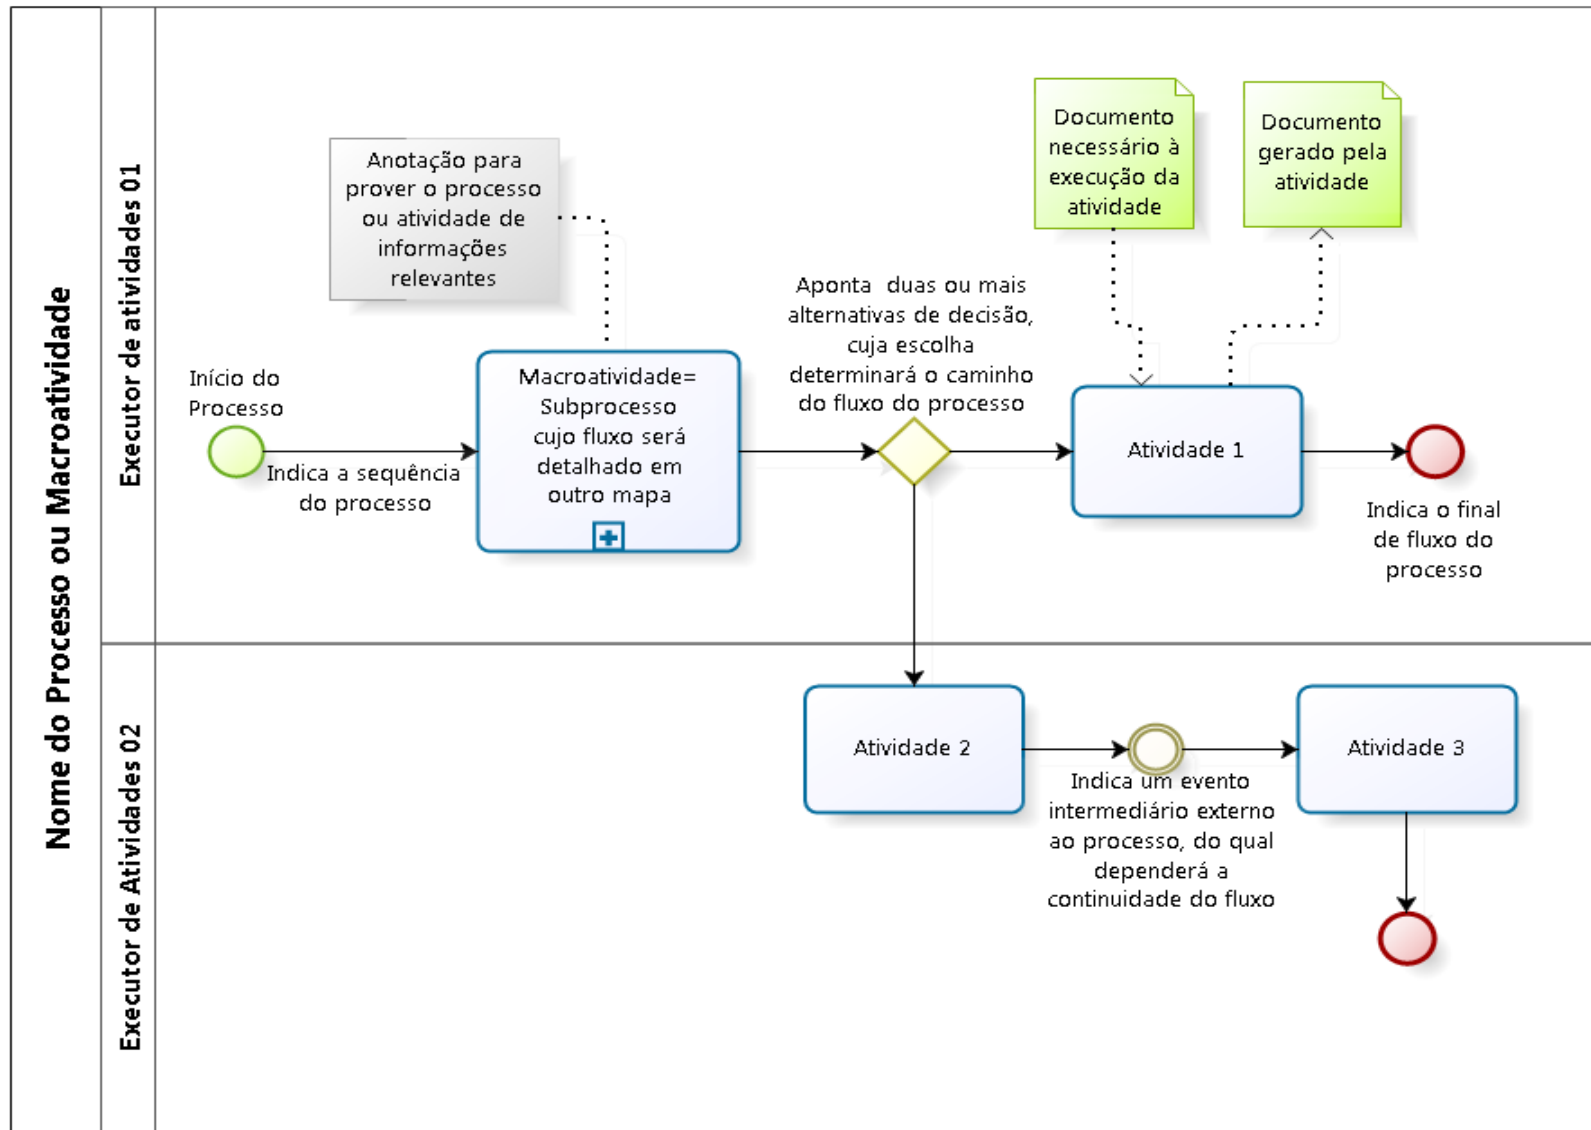 Nome do Processo ou Macroatividade
Executor de atividades 01
Anotação para
prover o processo
ou atividade de
informações
relevantes
Documento
necessário à
execução da
atividade
Documento
gerado pela
atividade
Início do
Processo
Indica a sequência
do processo
Macroatividade=
Subprocesso
cujo fluxo será
detalhado em
outro mapa
Aponta  duas ou mais
alternativas de decisão,
cuja escolha
determinará o caminho
do fluxo do processo
Atividade 1
Indica o final
de fluxo do
processo
Executor de Atividades 02
Atividade 2
Indica um evento
intermediário externo
ao processo, do qual
dependerá a
continuidade do fluxo
Atividade 3